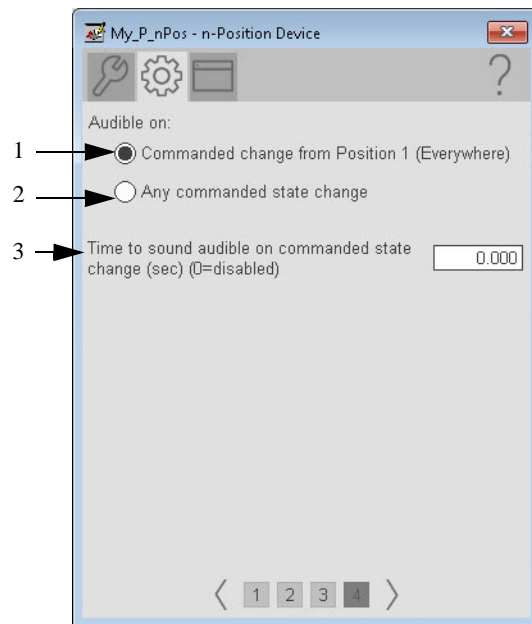 My_P_nPos - n-Position Device
?
Audible on:
1
Commanded change from Position 1 (Everywhere)
2
Any commanded state change
3
Time to sound audible on commanded state
change (sec) (0=disabled)
0.000
1 2 3 4